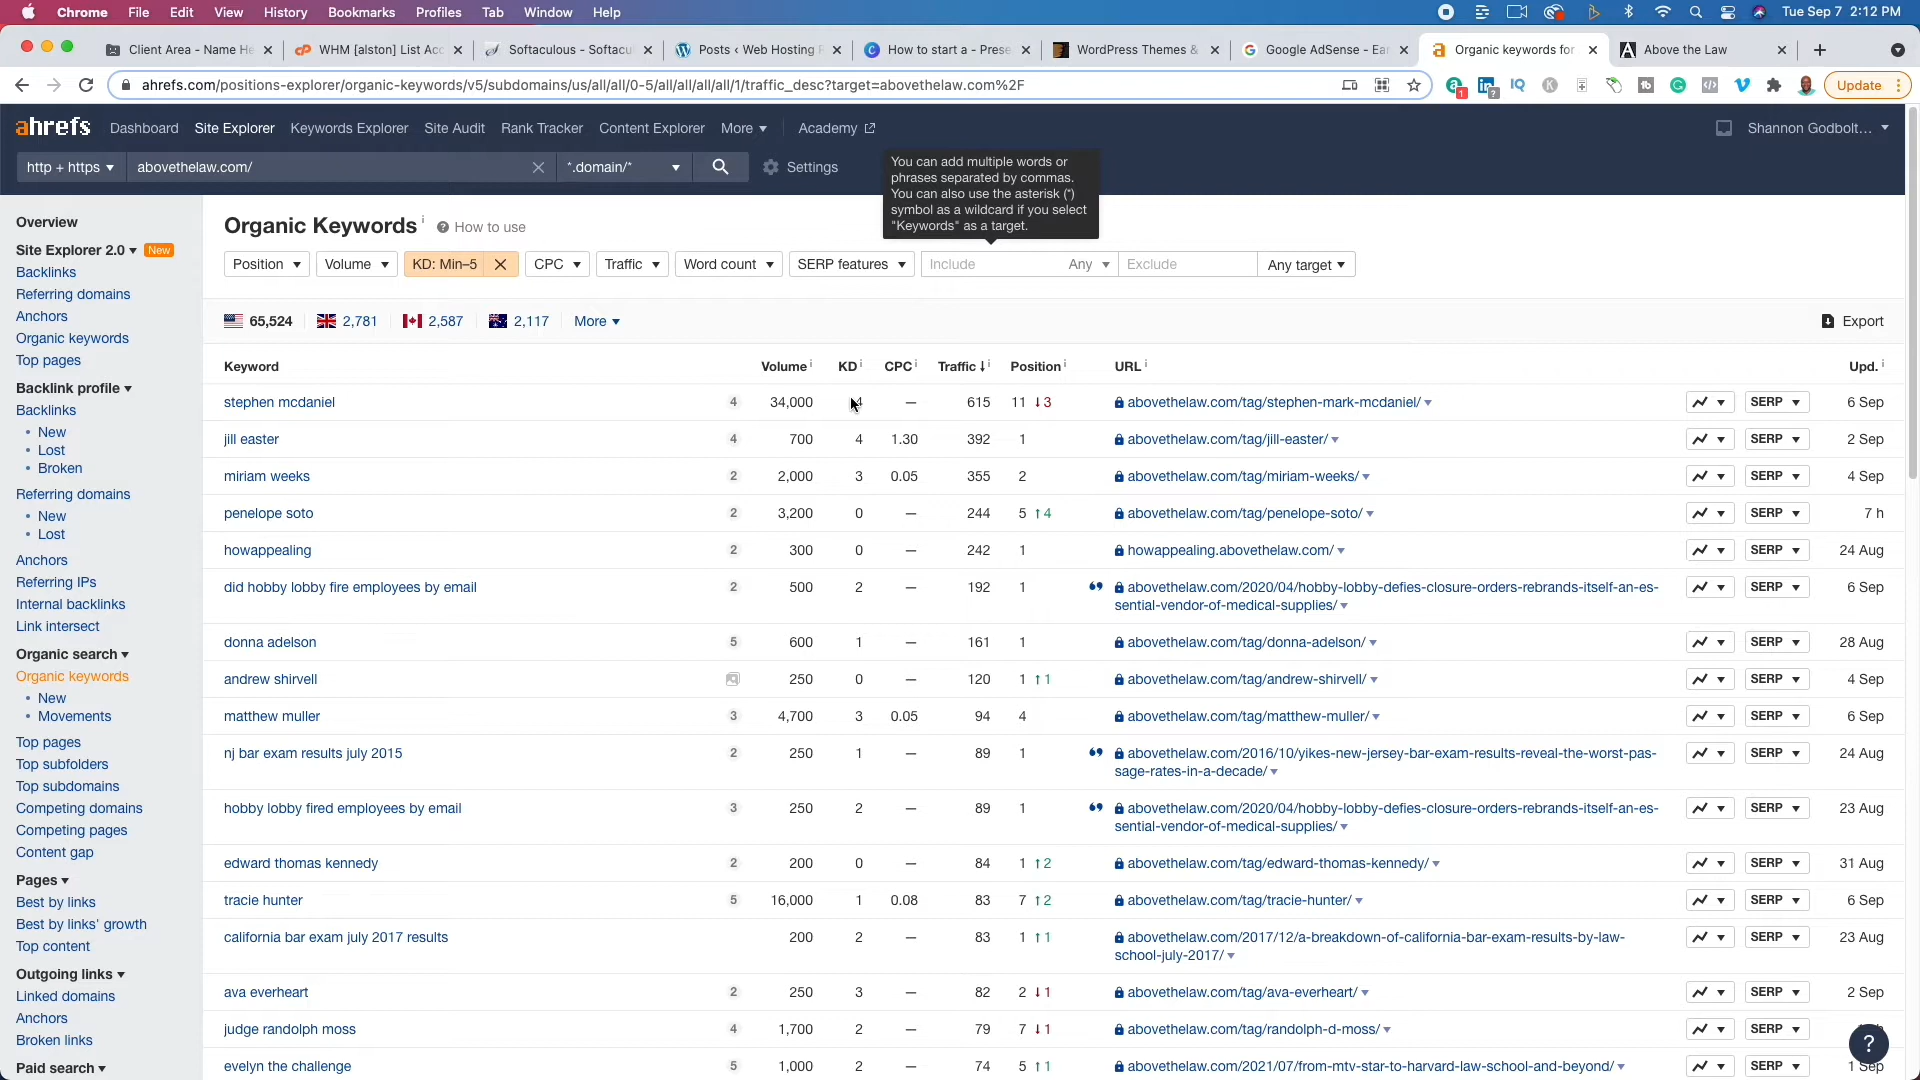 Chrome File Edit View History Bookmarks Profiles Tab Window Help Tue Sep 7 2:12 PM
Client Area - Name He WHM [alston] List Acc Softaculous - Softacu Posts ‹ Web Hosting How to start a - Prese WordPress Themes & Google AdSense - Ear Organic keywords for Above the Law
ahrefs.com/positions-explorer/organic-keywords/v5/subdomains/us/all/all/0-5/all/all/all/all/1/traffic_desc?target=abovethelaw.com%2F Update
ahrefs Dashboard Site Explorer Keywords Explorer Site Audit Rank Tracker Content Explorer More Academy Shannon Godbolt...
http + https abovethelaw.com/ *.domain/* Settings
You can add multiple words or
phrases separated by commas.
You can also use the asterisk (*)
symbol as a wildcard if you select
"Keywords" as a target.
Overview
Site Explorer 2.0 New
Backlinks
Referring domains
Anchors
Organic keywords
Top pages
Backlink profile
Backlinks
New
Lost
Broken
Referring domains
New
Lost
Anchors
Referring IPs
Internal backlinks
Link intersect
Organic search
Organic keywords
New
Movements
Top pages
Top subfolders
Top subdomains
Competing domains
Competing pages
Content gap
Pages
Best by links
Best by links' growth
Top content
Outgoing links
Linked domains
Anchors
Broken links
Paid search
Organic Keywords i ? How to use
Position Volume KD: Min–5 CPC Traffic Word count SERP features Include Any Exclude Any target
65,524 2,781 2,587 2,117 More Export
Keyword Volume i KD i CPC i Traffic ↓ i Position i URL i Upd. i
stephen mcdaniel 4 34,000 4 — 615 11 ↓3 abovethelaw.com/tag/stephen-mark-mcdaniel/ SERP 6 Sep
jill easter 4 700 4 1.30 392 1 abovethelaw.com/tag/jill-easter/ SERP 2 Sep
miriam weeks 2 2,000 3 0.05 355 2 abovethelaw.com/tag/miriam-weeks/ SERP 4 Sep
penelope soto 2 3,200 0 — 244 5 ↑4 abovethelaw.com/tag/penelope-soto/ SERP 7 h
howappealing 2 300 0 — 242 1 howappealing.abovethelaw.com/ SERP 24 Aug
did hobby lobby fire employees by email 2 500 2 — 192 1 abovethelaw.com/2020/04/hobby-lobby-defies-closure-orders-rebrands-itself-an-es- SERP 6 Sep
sential-vendor-of-medical-supplies/
donna adelson 5 600 1 — 161 1 abovethelaw.com/tag/donna-adelson/ SERP 28 Aug
andrew shirvell 250 0 — 120 1 ↑1 abovethelaw.com/tag/andrew-shirvell/ SERP 4 Sep
matthew muller 3 4,700 3 0.05 94 4 abovethelaw.com/tag/matthew-muller/ SERP 6 Sep
nj bar exam results july 2015 2 250 1 — 89 1 abovethelaw.com/2016/10/yikes-new-jersey-bar-exam-results-reveal-the-worst-pas- SERP 24 Aug
sage-rates-in-a-decade/
hobby lobby fired employees by email 3 250 2 — 89 1 abovethelaw.com/2020/04/hobby-lobby-defies-closure-orders-rebrands-itself-an-es- SERP 23 Aug
sential-vendor-of-medical-supplies/
edward thomas kennedy 2 200 0 — 84 1 ↑2 abovethelaw.com/tag/edward-thomas-kennedy/ SERP 31 Aug
tracie hunter 5 16,000 1 0.08 83 7 ↑2 abovethelaw.com/tag/tracie-hunter/ SERP 6 Sep
california bar exam july 2017 results 200 2 — 83 1 ↑1 abovethelaw.com/2017/12/a-breakdown-of-california-bar-exam-results-by-law- SERP 23 Aug
school-july-2017/
ava everheart 2 250 3 — 82 2 ↓1 abovethelaw.com/tag/ava-everheart/ SERP 2 Sep
judge randolph moss 4 1,700 2 — 79 7 ↓1 abovethelaw.com/tag/randolph-d-moss/ SERP
evelyn the challenge 5 1,000 2 — 74 5 ↑1 abovethelaw.com/2021/07/from-mtv-star-to-harvard-law-school-and-beyond/ SERP 1 Sep
?